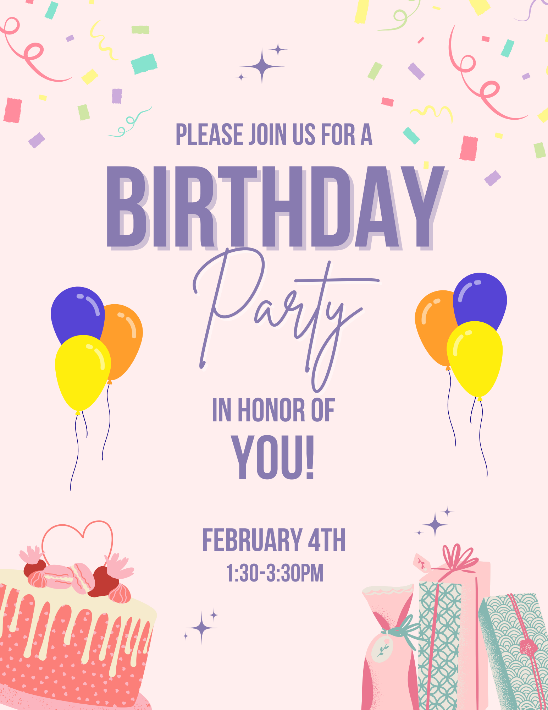 PLEASE JOIN US FOR A
BIRTHDAY
Party
IN HONOR OF
YOU!
FEBRUARY 4TH
1:30-3:30PM